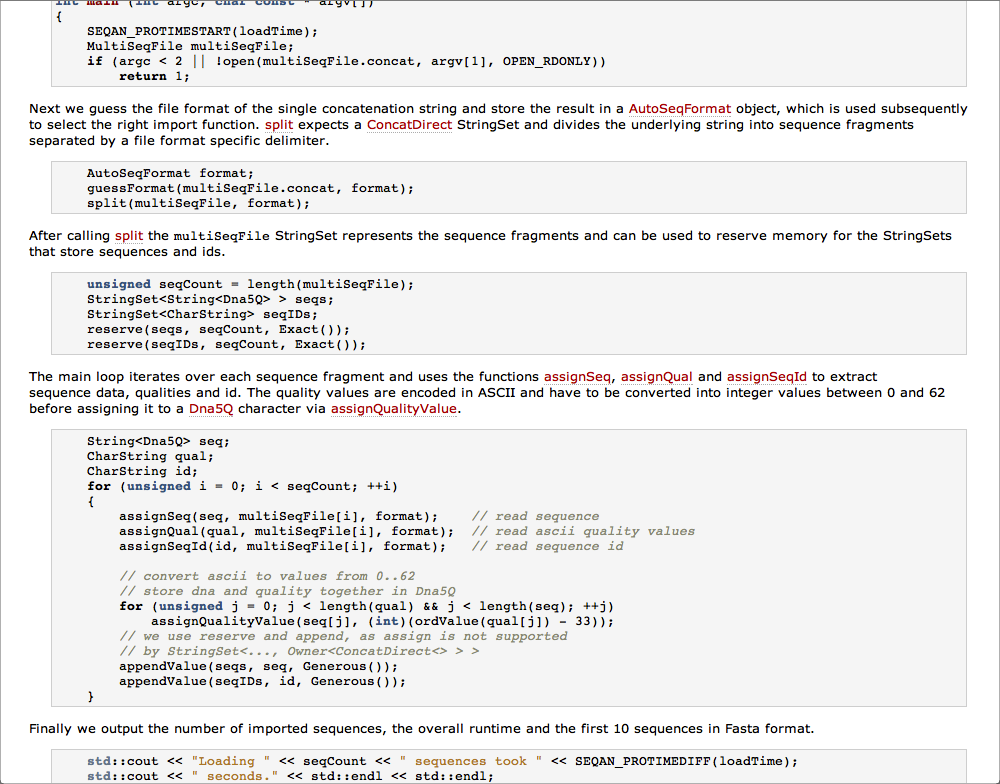 int main (int argc, char const * argv[])
{
SEQAN_PROTIMESTART(loadTime);
MultiSeqFile multiSeqFile;
if (argc < 2 || !open(multiSeqFile.concat, argv[1], OPEN_RDONLY))
return 1;
Next we guess the file format of the single concatenation string and store the result in a AutoSeqFormat object, which is used subsequently
to select the right import function. split expects a ConcatDirect StringSet and divides the underlying string into sequence fragments
separated by a file format specific delimiter.
AutoSeqFormat format;
guessFormat(multiSeqFile.concat, format);
split(multiSeqFile, format);
After calling split the multiSeqFile StringSet represents the sequence fragments and can be used to reserve memory for the StringSets
that store sequences and ids.
unsigned seqCount = length(multiSeqFile);
StringSet<String<Dna5Q> > seqs;
StringSet<CharString> seqIDs;
reserve(seqs, seqCount, Exact());
reserve(seqIDs, seqCount, Exact());
The main loop iterates over each sequence fragment and uses the functions assignSeq, assignQual and assignSeqId to extract
sequence data, qualities and id. The quality values are encoded in ASCII and have to be converted into integer values between 0 and 62
before assigning it to a Dna5Q character via assignQualityValue.
String<Dna5Q> seq;
CharString qual;
CharString id;
for (unsigned i = 0; i < seqCount; ++i)
{
assignSeq(seq, multiSeqFile[i], format);    // read sequence
assignQual(qual, multiSeqFile[i], format);  // read ascii quality values
assignSeqId(id, multiSeqFile[i], format);   // read sequence id
// convert ascii to values from 0..62
// store dna and quality together in Dna5Q
for (unsigned j = 0; j < length(qual) && j < length(seq); ++j)
assignQualityValue(seq[j], (int)(ordValue(qual[j]) - 33));
// we use reserve and append, as assign is not supported
// by StringSet<..., Owner<ConcatDirect<> > >
appendValue(seqs, seq, Generous());
appendValue(seqIDs, id, Generous());
}
Finally we output the number of imported sequences, the overall runtime and the first 10 sequences in Fasta format.
std::cout << "Loading " << seqCount << " sequences took " << SEQAN_PROTIMEDIFF(loadTime);
std::cout << " seconds." << std::endl << std::endl;